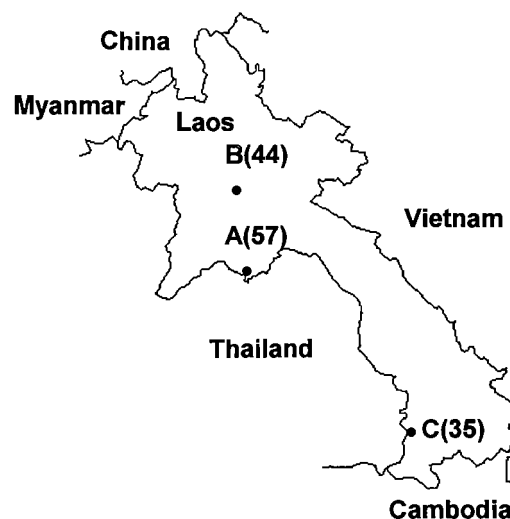 China
Myanmar
Laos
B(44)
Vietnam
A(57)
Thailand
C(35)
Cambodia